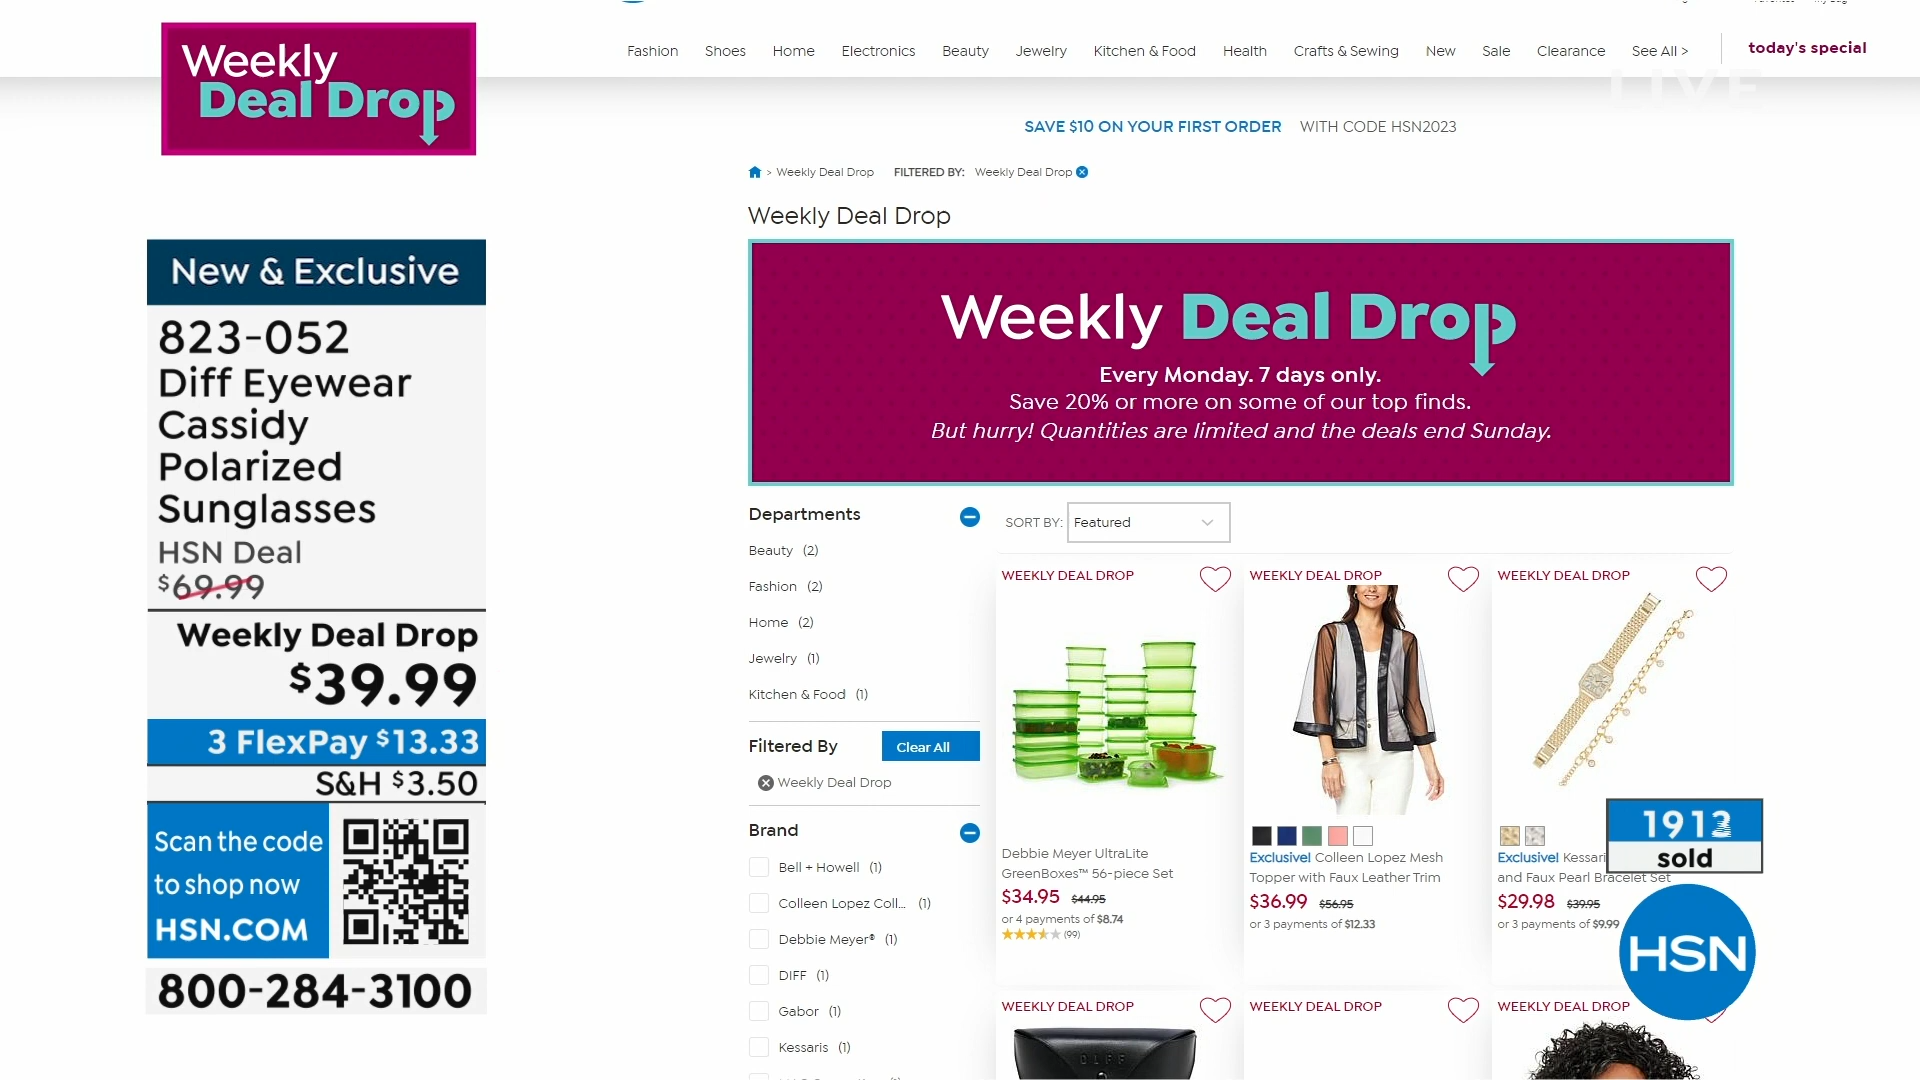 Weekly
Deal Drop
Fashion Shoes Home Electronics Beauty Jewelry Kitchen & Food Health Crafts & Sewing New Sale Clearance See All > today's special
LIVE
SAVE $10 ON YOUR FIRST ORDER WITH CODE HSN2023
> Weekly Deal Drop FILTERED BY: Weekly Deal Drop
Weekly Deal Drop
Weekly Deal Drop
Every Monday. 7 days only.
Save 20% or more on some of our top finds.
But hurry! Quantities are limited and the deals end Sunday.
New & Exclusive
823-052
Diff Eyewear
Cassidy
Polarized
Sunglasses
HSN Deal
$69.99
Weekly Deal Drop
$39.99
3 FlexPay $13.33
S&H $3.50
Scan the code
to shop now
HSN.COM
800-284-3100
Departments
Beauty (2)
Fashion (2)
Home (2)
Jewelry (1)
Kitchen & Food (1)
Filtered By Clear All
Weekly Deal Drop
Brand
Bell + Howell (1)
Colleen Lopez Coll... (1)
Debbie Meyer® (1)
DIFF (1)
Gabor (1)
Kessaris (1)
SORT BY: Featured
WEEKLY DEAL DROP
Debbie Meyer UltraLite
GreenBoxes™ 56-piece Set
$34.95 $44.95
or 4 payments of $8.74
(99)
WEEKLY DEAL DROP
Exclusive! Colleen Lopez Mesh
Topper with Faux Leather Trim
$36.99 $56.95
or 3 payments of $12.33
WEEKLY DEAL DROP
Exclusive! Kessari
and Faux Pearl Bracelet Set
$29.98 $39.95
or 3 payments of $9.99
sold
HSN
WEEKLY DEAL DROP
DIFF
WEEKLY DEAL DROP
WEEKLY DEAL DROP